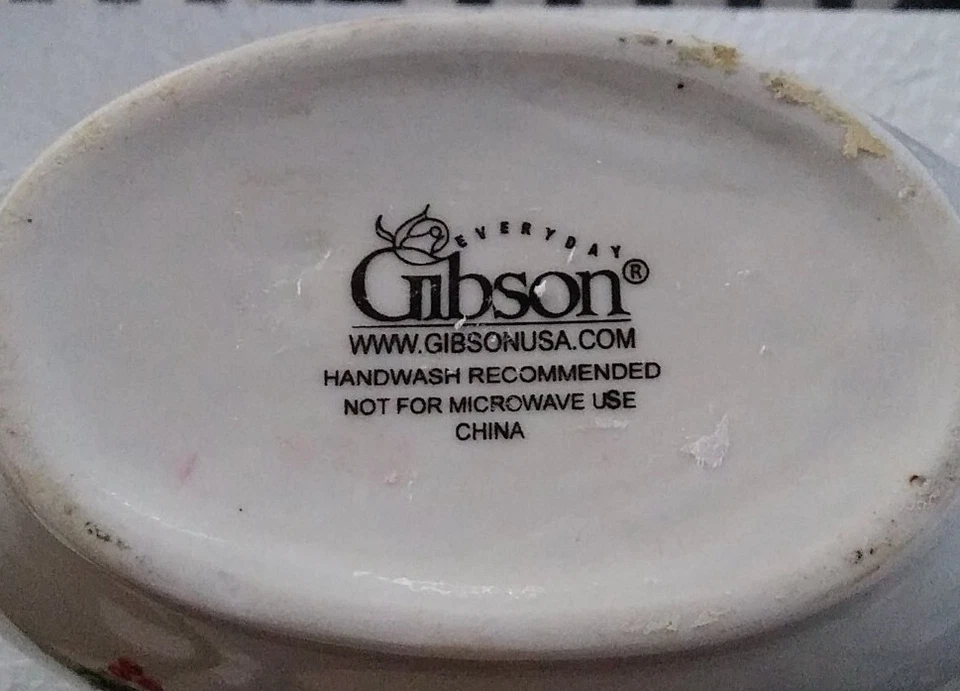 EVERYDAY
Gibson®
WWW.GIBSONUSA.COM
HANDWASH RECOMMENDED
NOT FOR MICROWAVE USE
CHINA